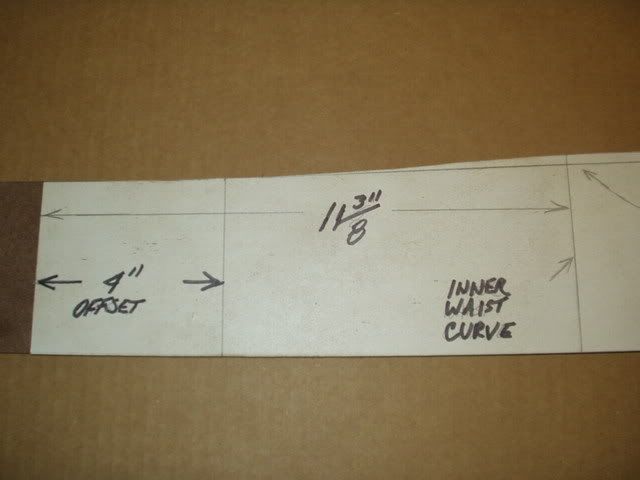 11 3/8"
4"
OFFSET
INNER
WAIST
CURVE